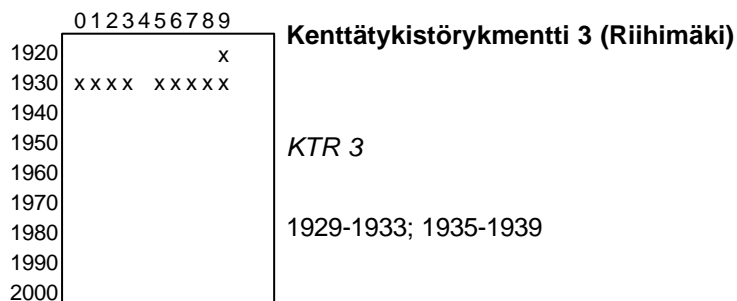 0123456789
Kenttätykistörykmentti 3 (Riihimäki)
1920 x
1930 xxxx xxxxx
1940
1950 KTR 3
1960
1970
1980 1929-1933; 1935-1939
1990
2000